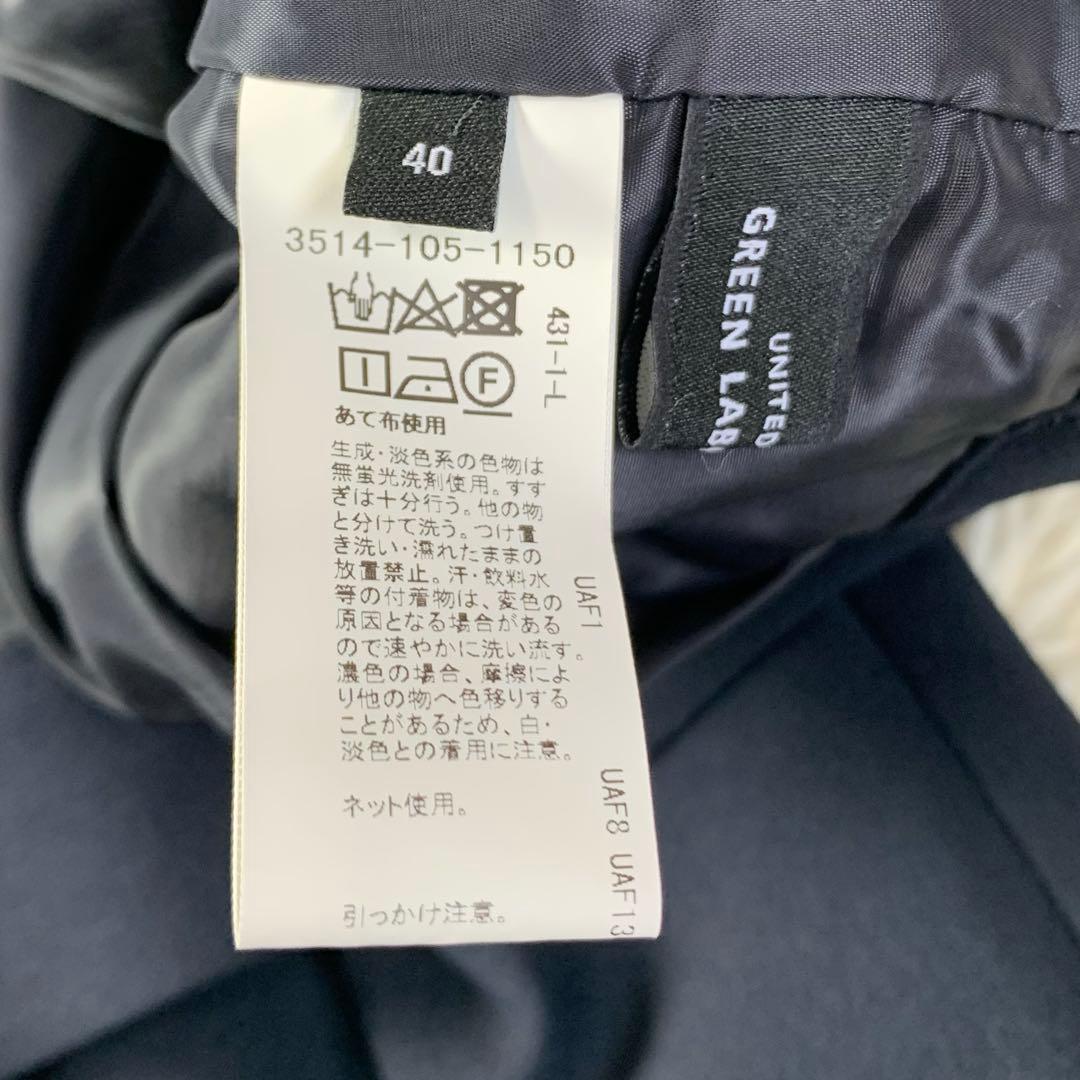 40
3514-105-1150
431-1-L
I
F
あて布使用
生成・淡色系の色物は
無蛍光洗剤使用。すす
ぎは十分行う。他の物
と分けて洗う。つけ置
き洗い・濡れたままの
放置禁止。汗・飲料水
等の付着物は、変色の
原因となる場合がある
ので速やかに洗い流す。
濃色の場合、摩擦によ
り他の物へ色移りする
ことがあるため、白・
淡色との着用に注意。
ネット使用。
引っかけ注意。
UAF1
UAF8 UAF13
UNITED
GREEN LAB